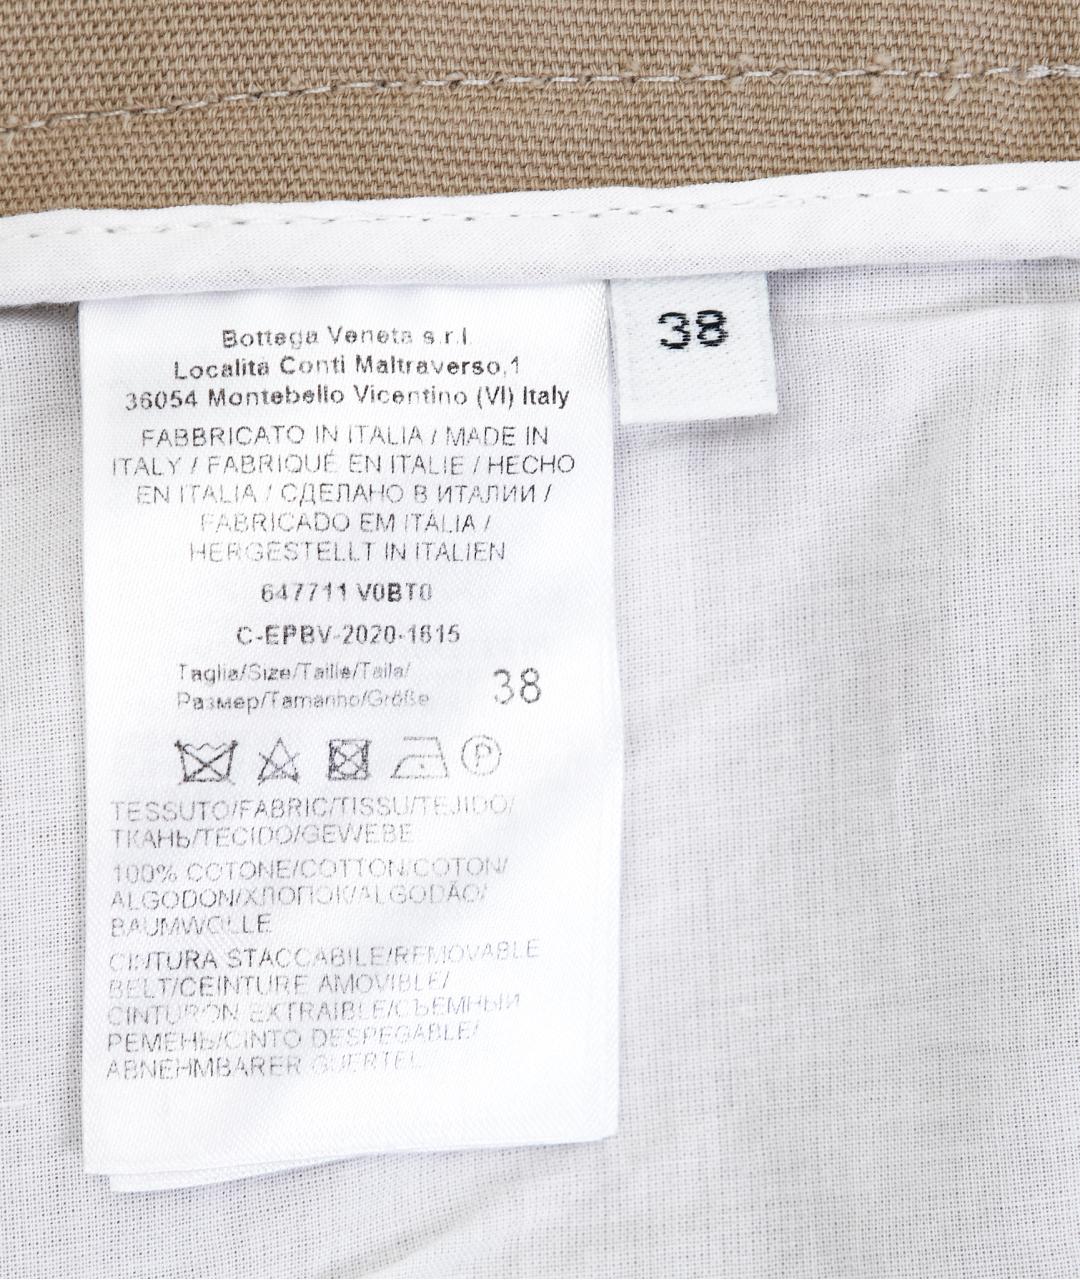 38
Bottega Veneta s.r.l.
Località Conti Maltraverso,1
36054 Montebello Vicentino (VI) Italy
FABBRICATO IN ITALIA / MADE IN
ITALY / FABRIQUÉ EN ITALIE / HECHO
EN ITALIA / СДЕЛАНО В ИТАЛИИ /
FABRICADO EM ITÁLIA /
HERGESTELLT IN ITALIEN
647711 V0BT0
C-EPBV-2020-1615
Taglia/Size/Taille/Talla/
Размер/Tamanho/Größe
38
P
TESSUTO/FABRIC/TISSU/TEJIDO/
ТКАНЬ/TECIDO/GEWEBE
100% COTONE/COTTON/COTON/
ALGODON/ХЛОПОК/ALGODÃO/
BAUMWOLLE
CINTURA STACCABILE/REMOVABLE
BELT/CEINTURE AMOVIBLE/
CINTURÓN EXTRAIBLE/СЪЕМНЫЙ
РЕМЕНЬ/CINTO DESPEGABLE/
ABNEHMBARER GUERTEL